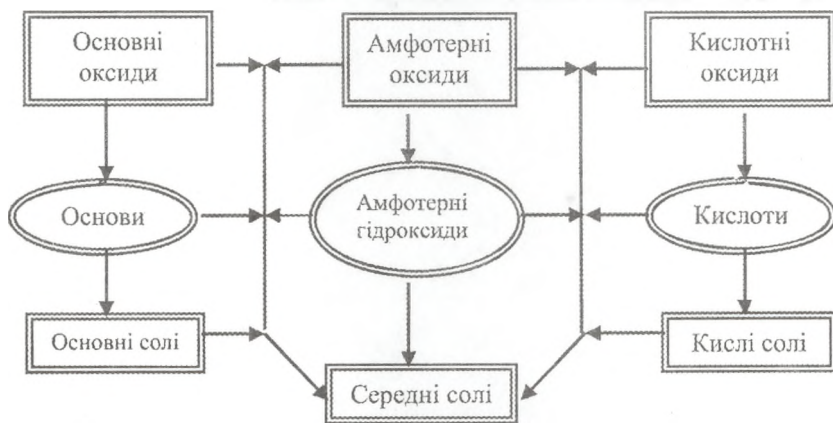 Основні
оксиди
Амфотерні
оксиди
Кислотні
оксиди
Основи
Амфотерні
гідроксиди
Кислоти
Основні солі
Середні солі
Кислі солі